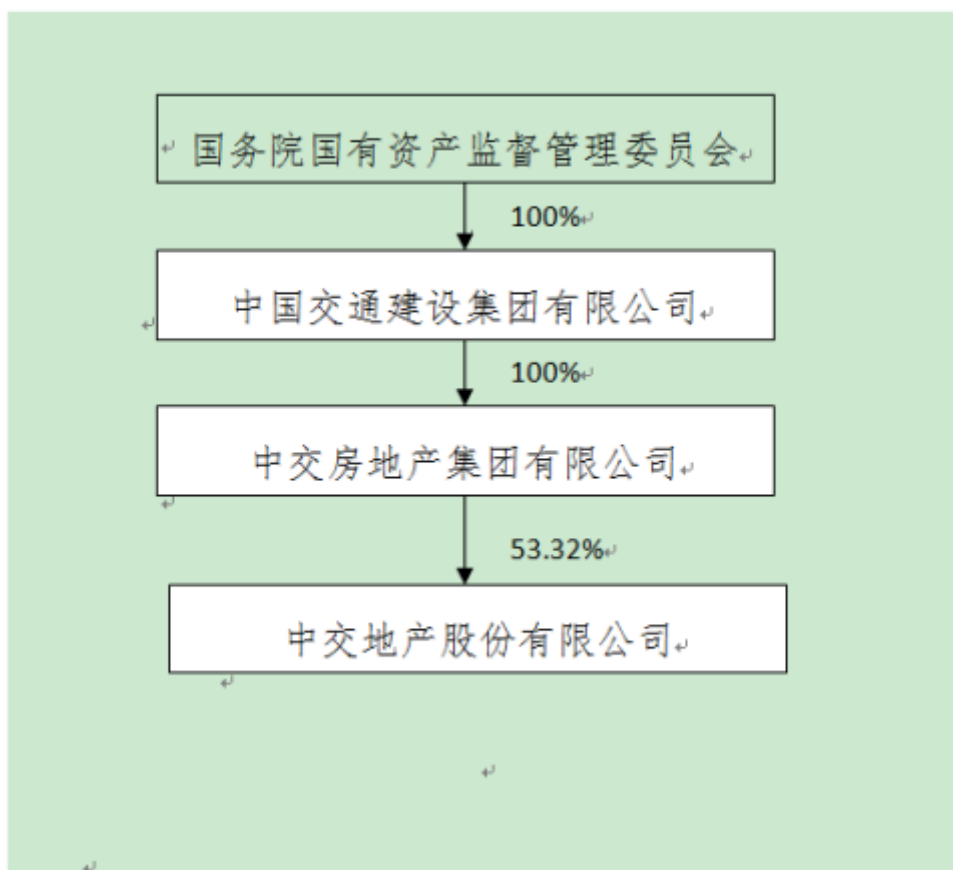 国务院国有资产监督管理委员会
100%
中国交通建设集团有限公司
100%
中交房地产集团有限公司
53.32%
中交地产股份有限公司